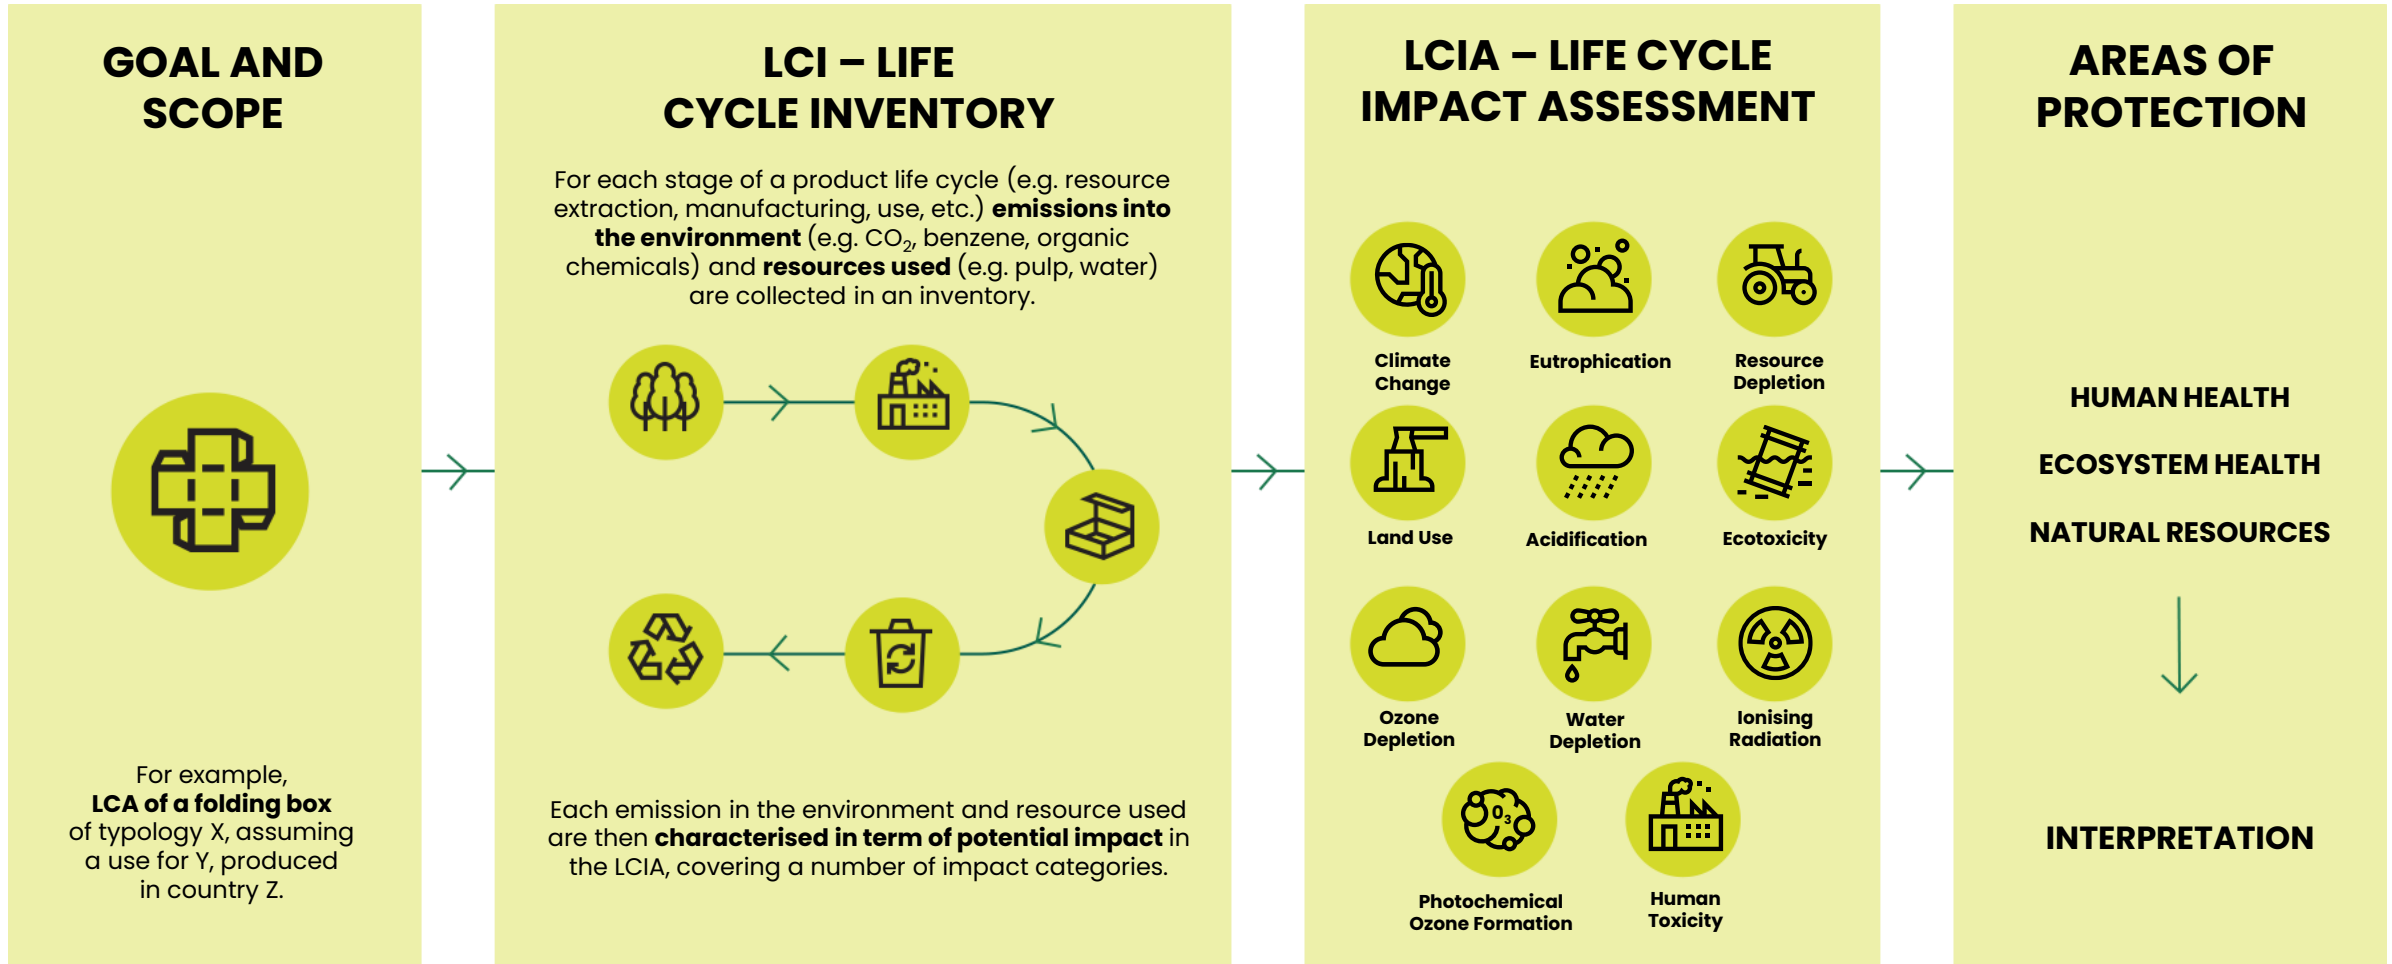 GOAL AND
SCOPE
For example,
LCA of a folding box
of typology X, assuming
a use for Y, produced
in country Z.
LCI – LIFE
CYCLE INVENTORY
For each stage of a product life cycle (e.g. resource
extraction, manufacturing, use, etc.) emissions into
the environment (e.g. CO₂, benzene, organic
chemicals) and resources used (e.g. pulp, water)
are collected in an inventory.
Each emission in the environment and resource used
are then characterised in term of potential impact in
the LCIA, covering a number of impact categories.
LCIA – LIFE CYCLE
IMPACT ASSESSMENT
Climate
Change
Eutrophication
Resource
Depletion
Land Use
Acidification
Ecotoxicity
Ozone
Depletion
Water
Depletion
Ionising
Radiation
O₃
Photochemical
Ozone Formation
Human
Toxicity
AREAS OF
PROTECTION
HUMAN HEALTH
ECOSYSTEM HEALTH
NATURAL RESOURCES
INTERPRETATION